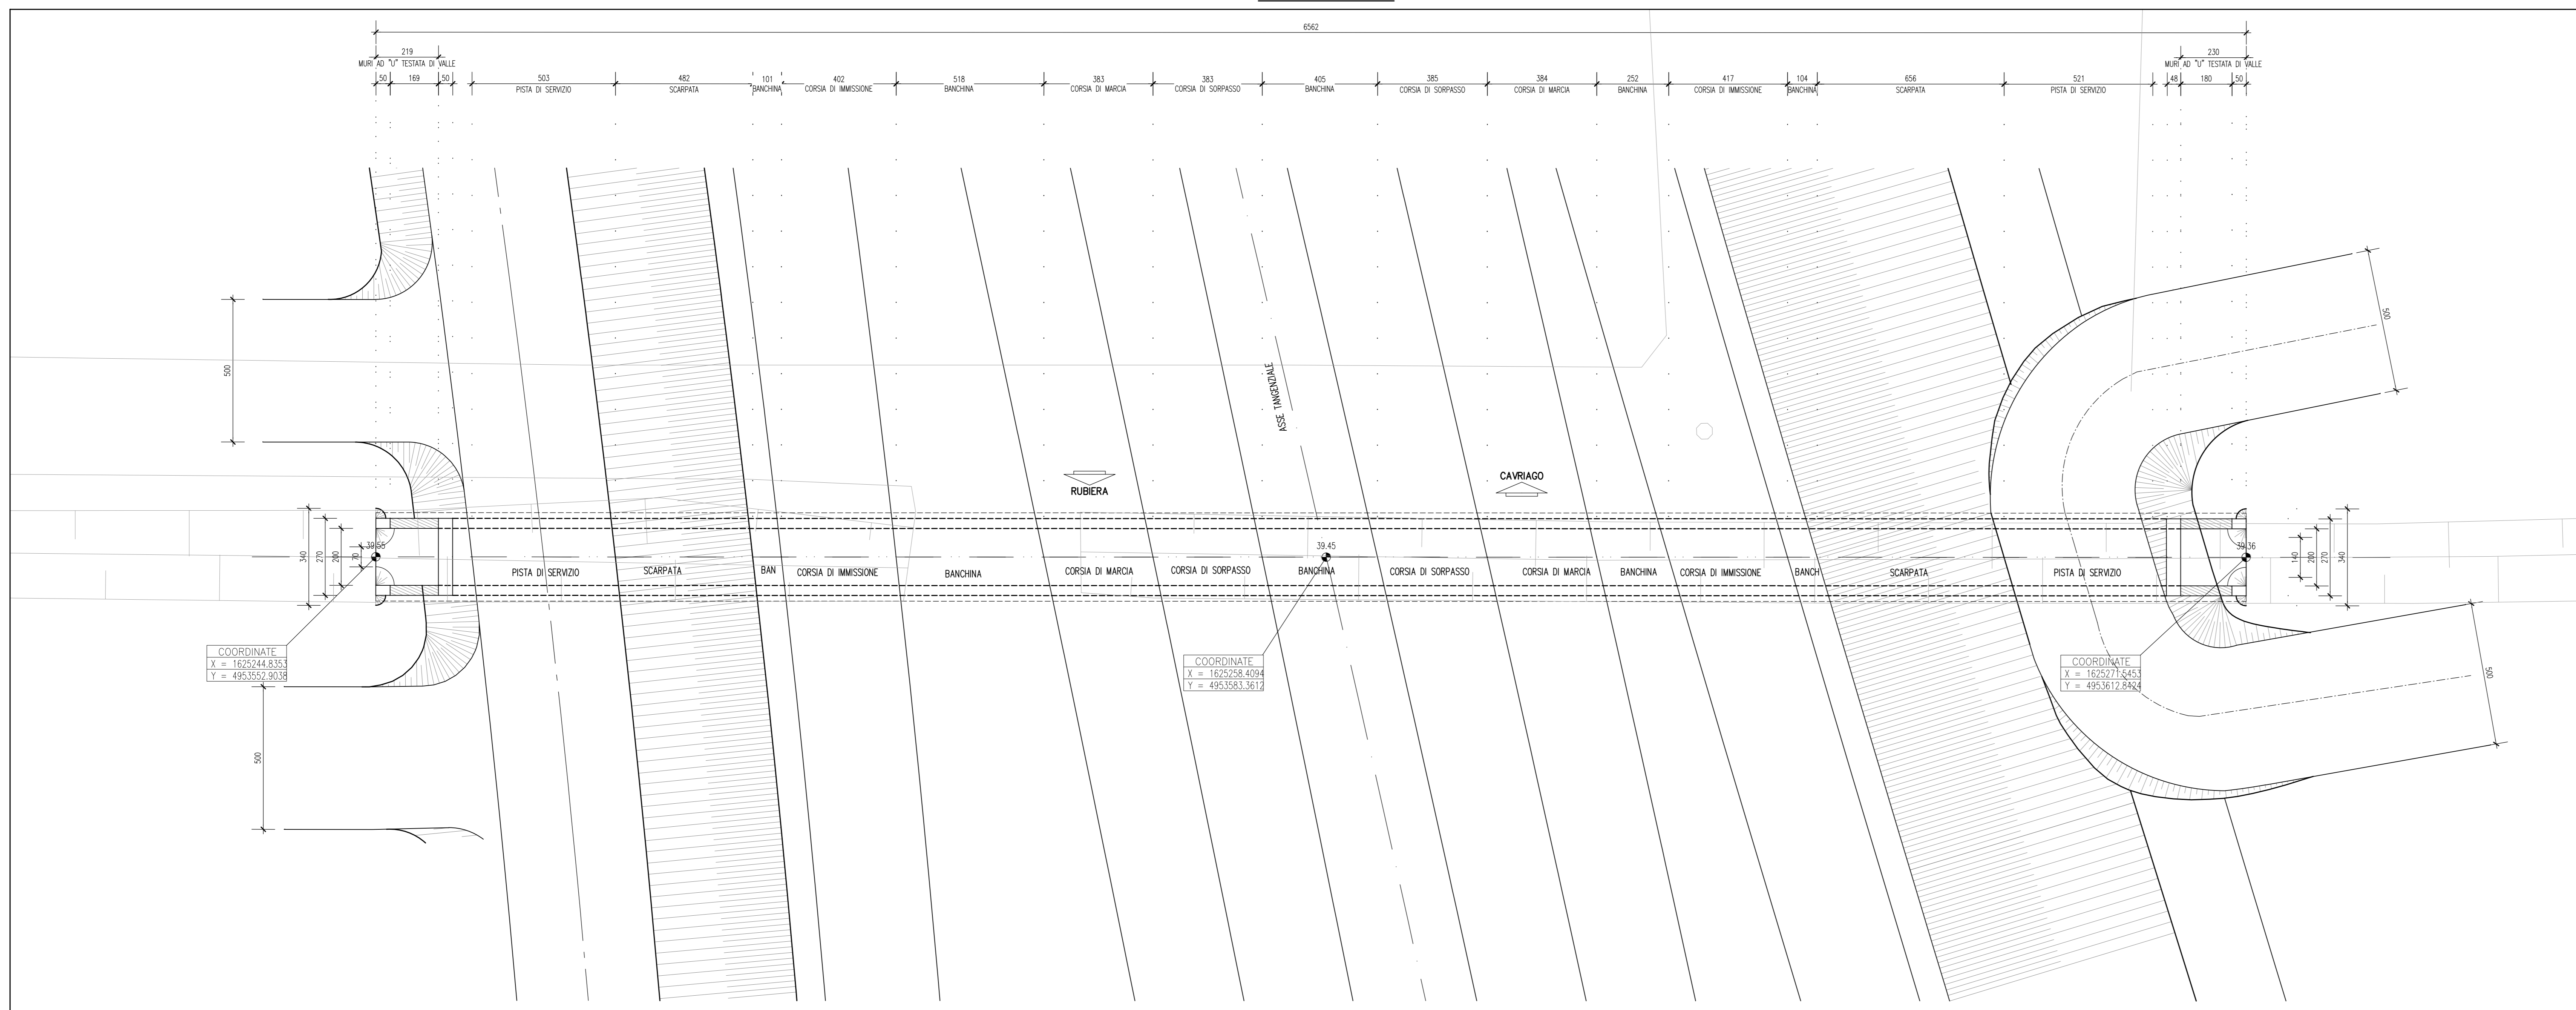 6562
219
230
MURI AD "U" TESTATA DI VALLE
MURI AD "U" TESTATA DI VALLE
50 169 50 503 482 101 402 518 383 383 405 385 384 252 417 104 656 521 48 180 50
PISTA DI SERVIZIO SCARPATA BANCHINA CORSIA DI IMMISSIONE BANCHINA CORSIA DI MARCIA CORSIA DI SORPASSO BANCHINA CORSIA DI SORPASSO CORSIA DI MARCIA BANCHINA CORSIA DI IMMISSIONE BANCHINA SCARPATA PISTA DI SERVIZIO
500
500
ASSE TANGENZIALE
RUBIERA
CAVRIAGO
340 270 200 70
39.55
39.45
39.36
140 200 270 340
PISTA DI SERVIZIO SCARPATA BAN CORSIA DI IMMISSIONE BANCHINA CORSIA DI MARCIA CORSIA DI SORPASSO BANCHINA CORSIA DI SORPASSO CORSIA DI MARCIA BANCHINA CORSIA DI IMMISSIONE BANCH SCARPATA PISTA DI SERVIZIO
COORDINATE
X = 1625244.8353
Y = 4953552.9038
COORDINATE
X = 1625258.4094
Y = 4953583.3612
COORDINATE
X = 1625271.5453
Y = 4953612.8424
500
500